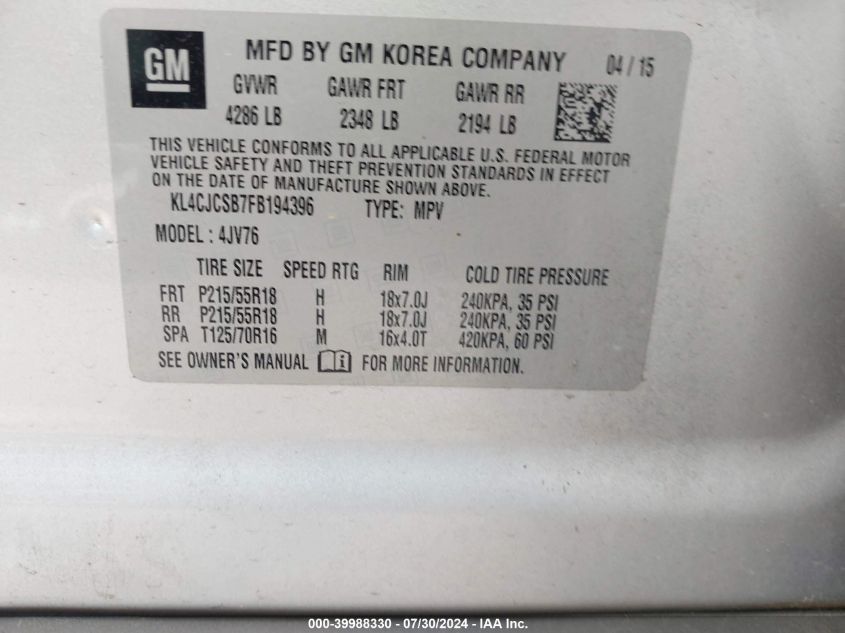 GM MFD BY GM KOREA COMPANY 04 / 15
GVWR GAWR FRT GAWR RR
4286 LB 2348 LB 2194 LB
THIS VEHICLE CONFORMS TO ALL APPLICABLE U.S. FEDERAL MOTOR
VEHICLE SAFETY AND THEFT PREVENTION STANDARDS IN EFFECT
ON THE DATE OF MANUFACTURE SHOWN ABOVE.
KL4CJCSB7FB194396 TYPE: MPV
MODEL : 4JV76
TIRE SIZE SPEED RTG RIM COLD TIRE PRESSURE
FRT P215/55R18 H 18x7.0J 240KPA, 35 PSI
RR P215/55R18 H 18x7.0J 240KPA, 35 PSI
SPA T125/70R16 M 16x4.0T 420KPA, 60 PSI
SEE OWNER'S MANUAL i FOR MORE INFORMATION.
000-39988330 - 07/30/2024 - IAA Inc.